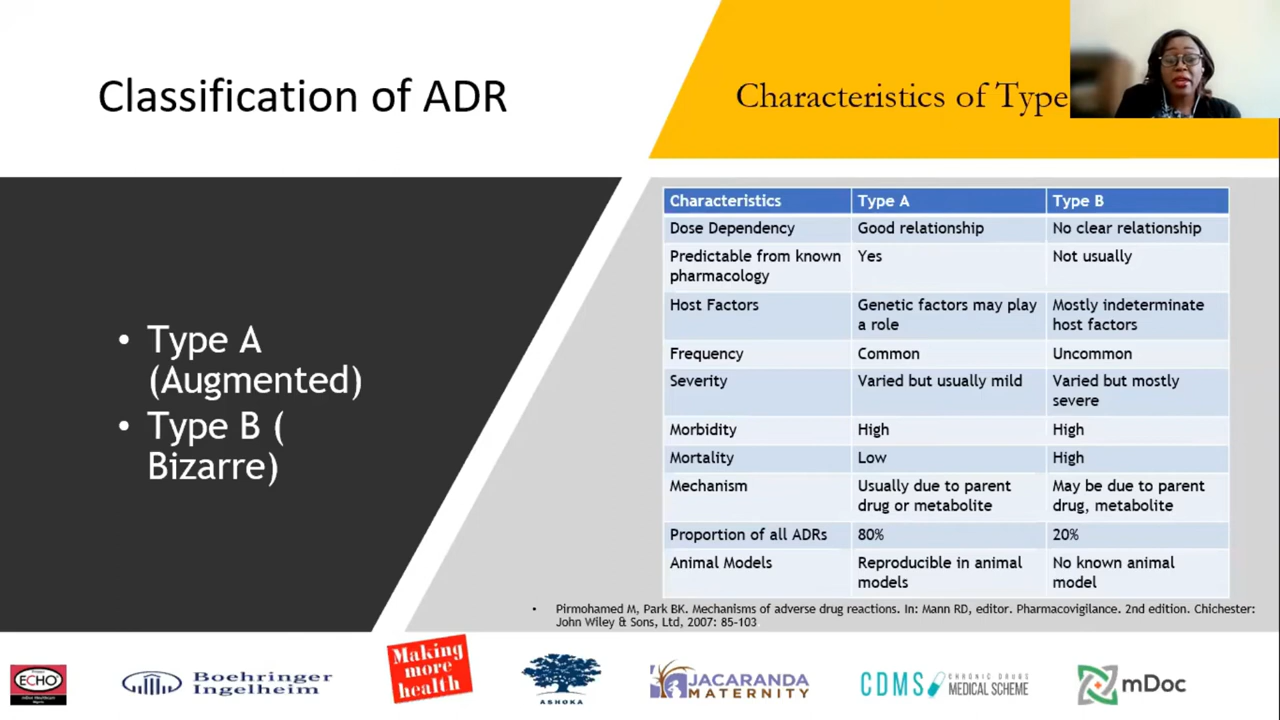 Classification of ADR
Characteristics of Type
• Type A
(Augmented)
• Type B (
Bizarre)
Characteristics Type A Type B
Dose Dependency Good relationship No clear relationship
Predictable from known
pharmacology Yes Not usually
Host Factors Genetic factors may play
a role Mostly indeterminate
host factors
Frequency Common Uncommon
Severity Varied but usually mild Varied but mostly
severe
Morbidity High High
Mortality Low High
Mechanism Usually due to parent
drug or metabolite May be due to parent
drug, metabolite
Proportion of all ADRs 80% 20%
Animal Models Reproducible in animal
models No known animal
model
• Pirmohamed M, Park BK. Mechanisms of adverse drug reactions. In: Mann RD, editor. Pharmacovigilance. 2nd edition. Chichester:
John Wiley & Sons, Ltd, 2007: 85-103
ECHO
Boehringer
Ingelheim
Making
more
health
ASHOKA
JACARANDA
MATERNITY
CDMS CHRONIC DRUGS
MEDICAL SCHEME
mDoc